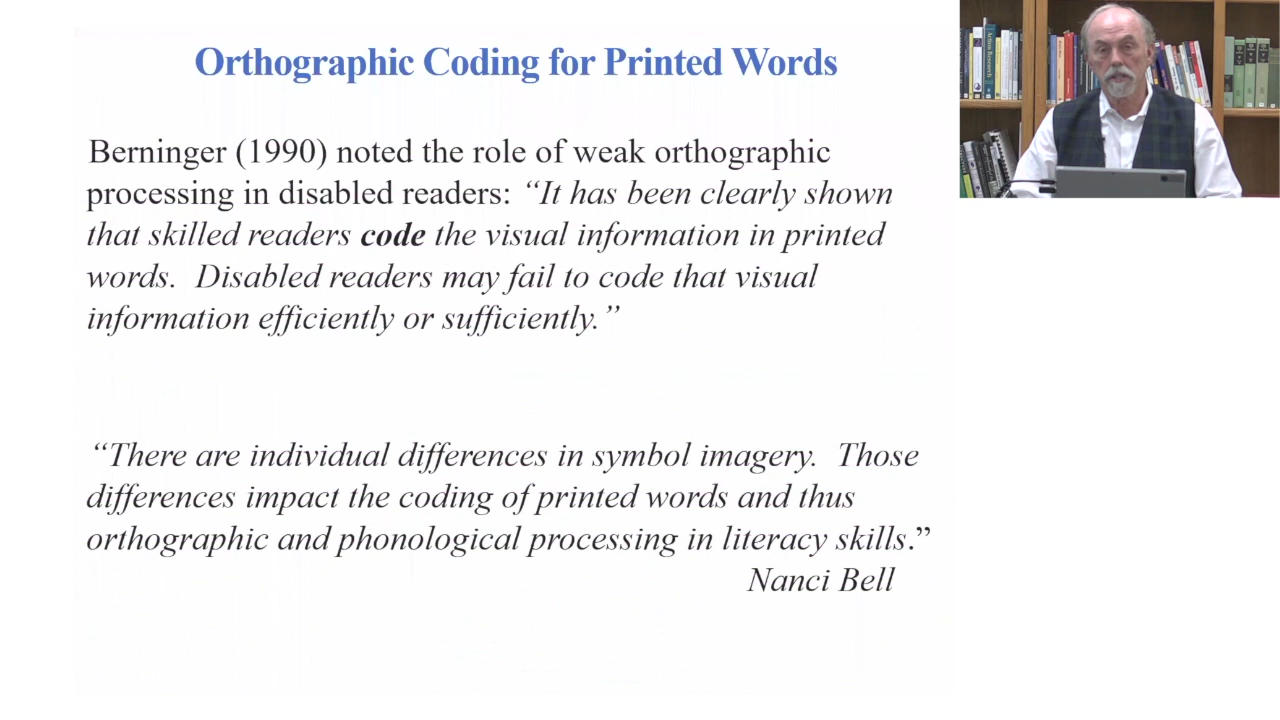 Orthographic Coding for Printed Words
Berninger (1990) noted the role of weak orthographic
processing in disabled readers: “It has been clearly shown
that skilled readers code the visual information in printed
words.  Disabled readers may fail to code that visual
information efficiently or sufficiently.”
“There are individual differences in symbol imagery.  Those
differences impact the coding of printed words and thus
orthographic and phonological processing in literacy skills.”
Nanci Bell
Action Research